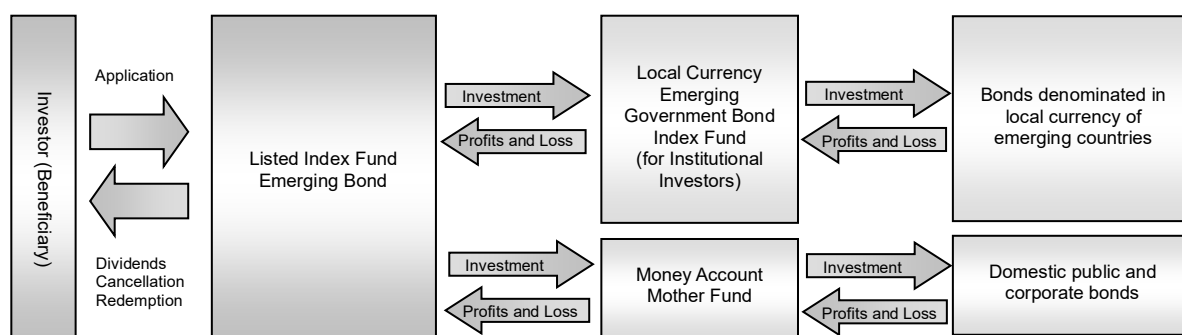 Investor (Beneficiary)
Application
Dividends
Cancellation
Redemption
Listed Index Fund
Emerging Bond
Investment
Profits and Loss
Local Currency
Emerging
Government Bond
Index Fund
(for Institutional
Investors)
Investment
Profits and Loss
Bonds denominated in
local currency of
emerging countries
Investment
Profits and Loss
Money Account
Mother Fund
Investment
Profits and Loss
Domestic public and
corporate bonds